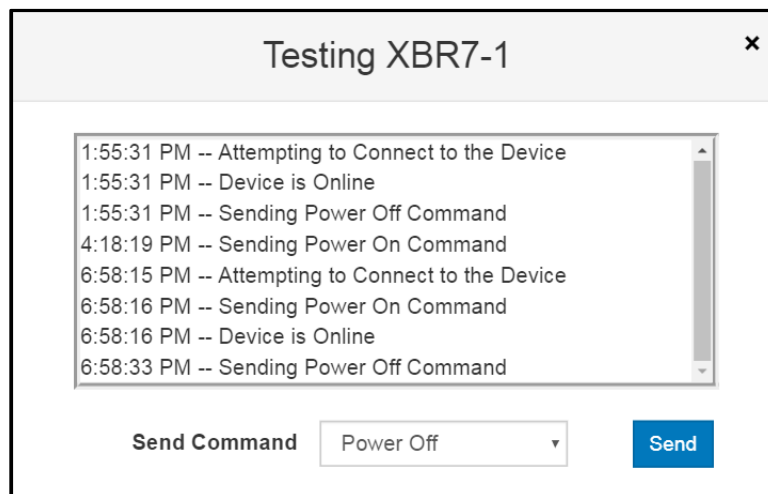 Testing XBR7-1
×
1:55:31 PM -- Attempting to Connect to the Device
1:55:31 PM -- Device is Online
1:55:31 PM -- Sending Power Off Command
4:18:19 PM -- Sending Power On Command
6:58:15 PM -- Attempting to Connect to the Device
6:58:16 PM -- Sending Power On Command
6:58:16 PM -- Device is Online
6:58:33 PM -- Sending Power Off Command
Send Command Power Off Send